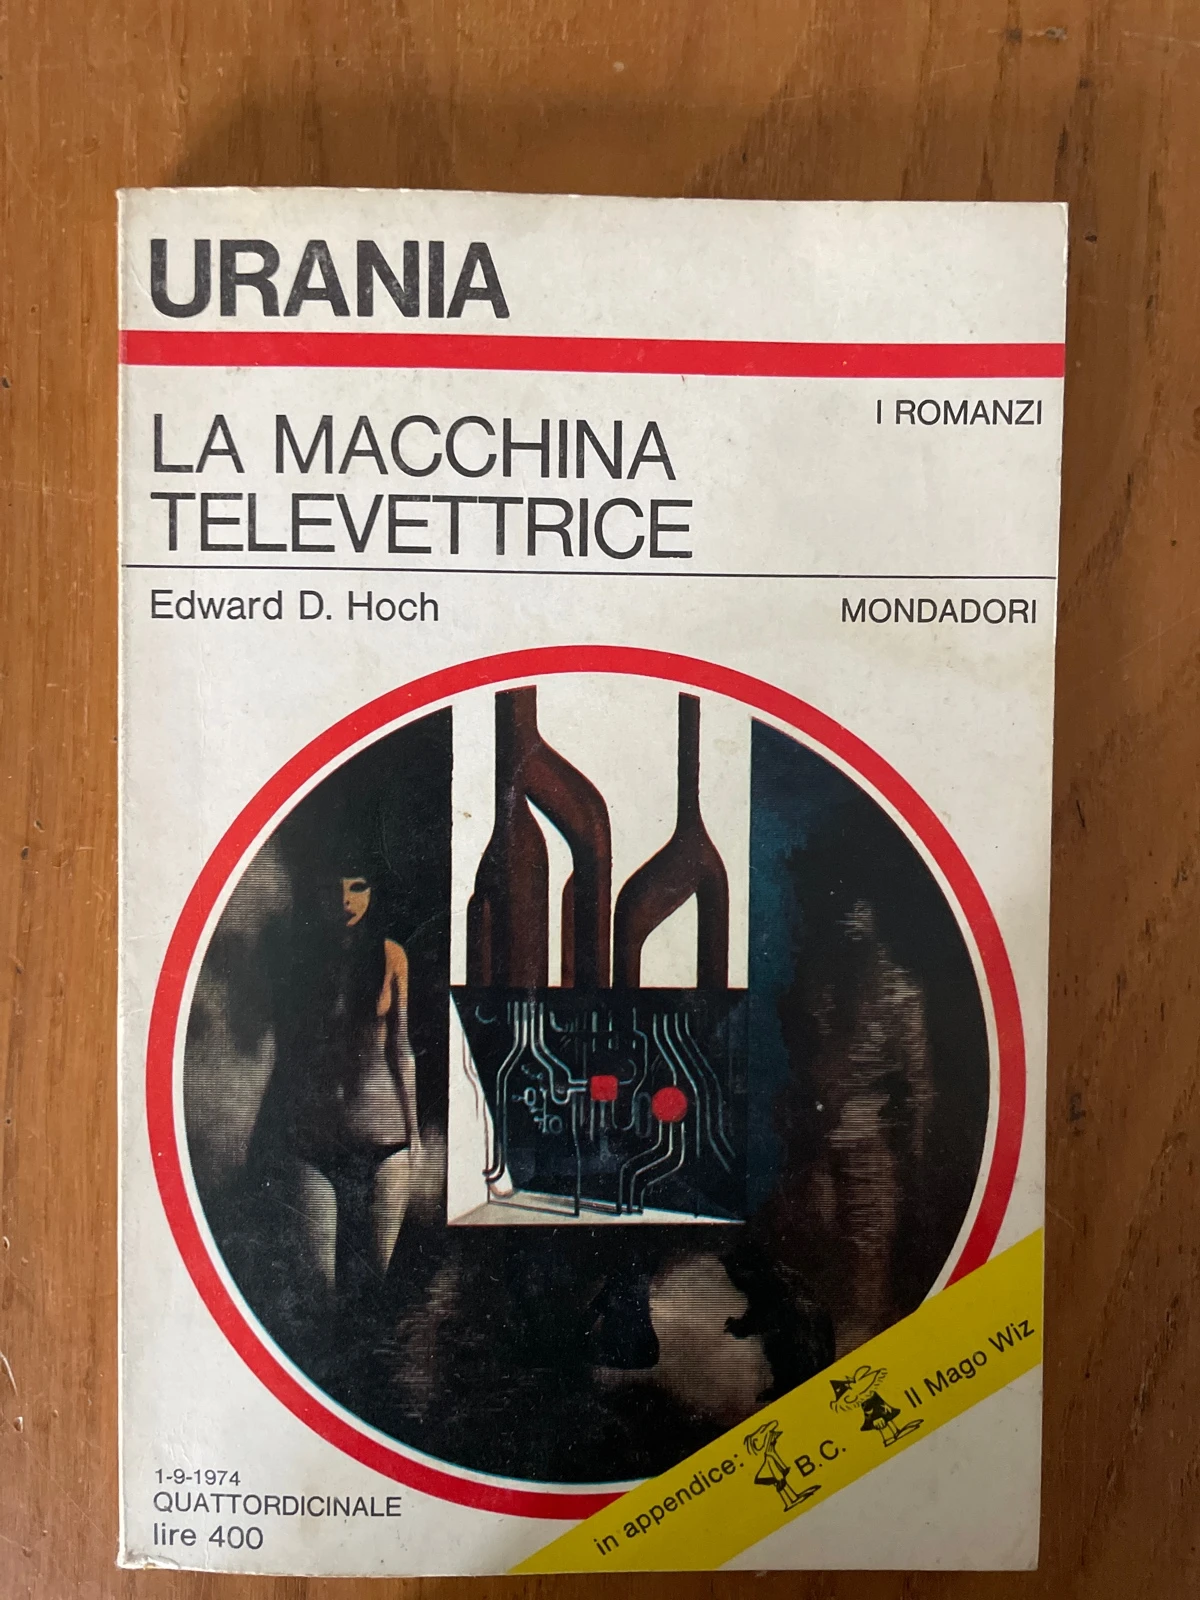 URANIA
I ROMANZI
LA MACCHINA
TELEVETTRICE
Edward D. Hoch
MONDADORI
1-9-1974
QUATTORDICINALE
lire 400
in appendice: B.C. Il Mago Wiz